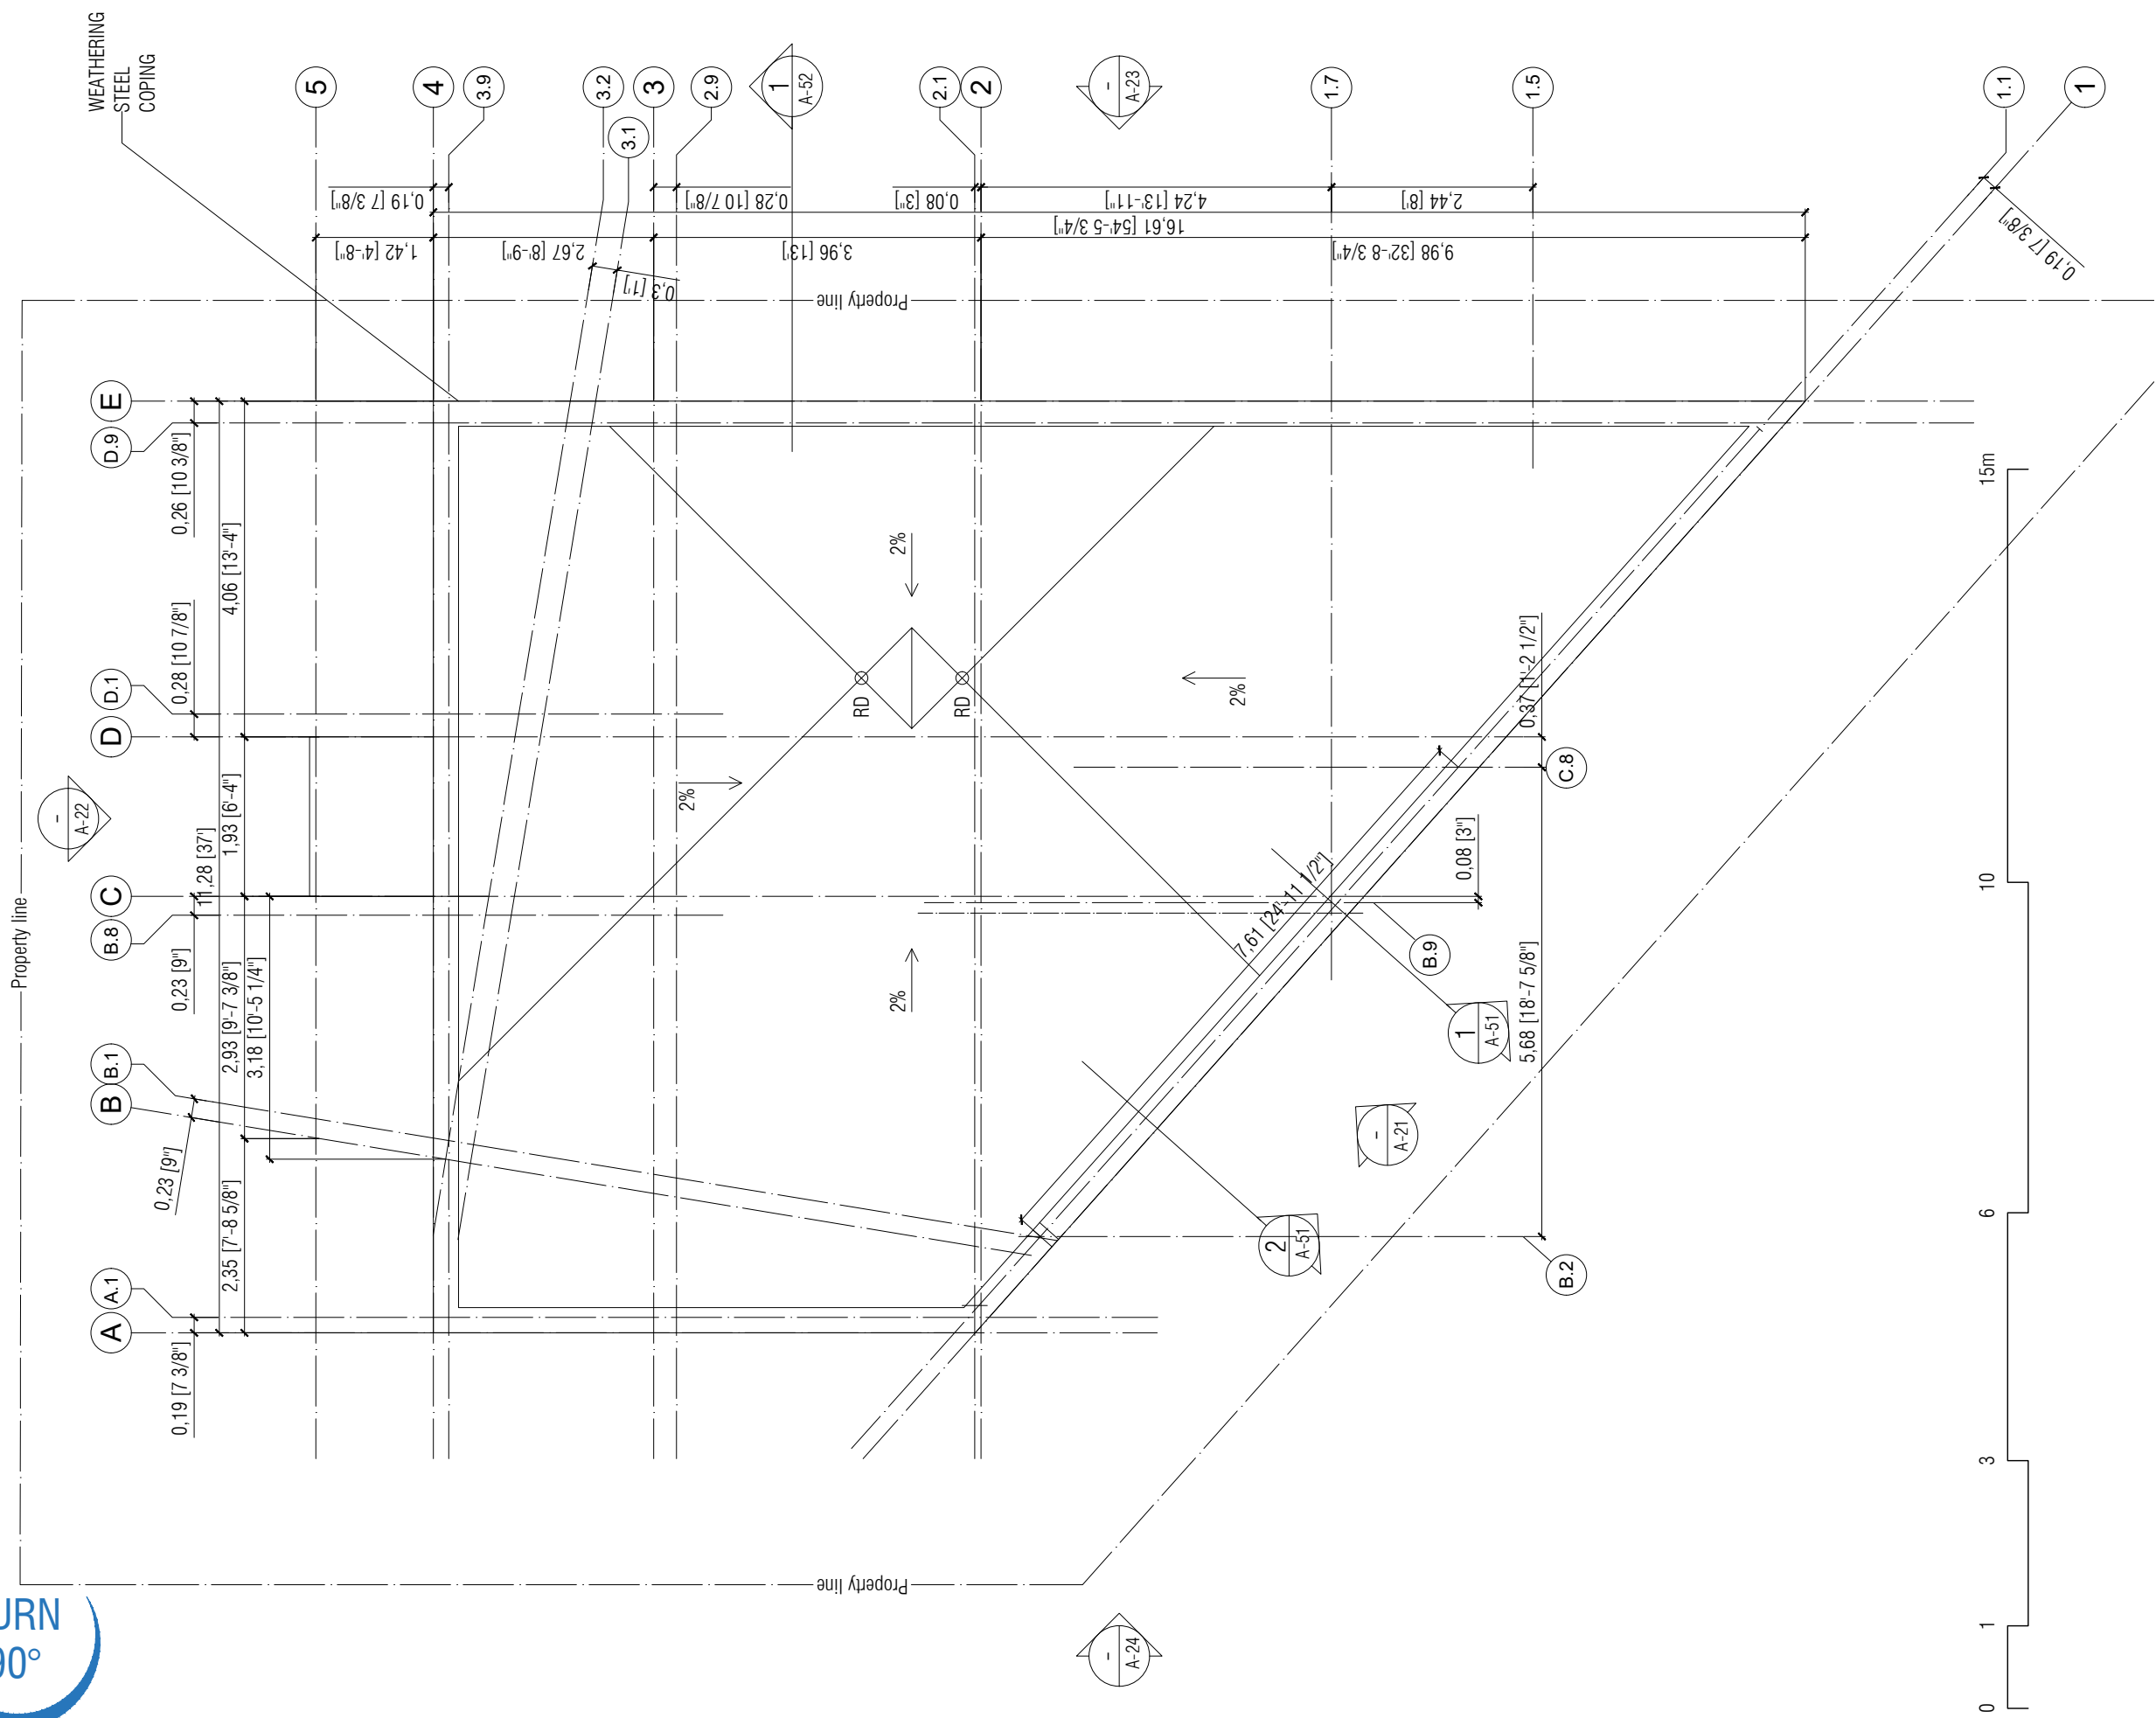 WEATHERING
STEEL
COPING
5
4
3.9
3.2
3.1
3
2.9
1
A-52
2.1
2
-
A-23
1.7
1.5
1.1
1
0,19 [7 3/8"]
0,28 [10 7/8"]
0,08 [3"]
4,24 [13'-11"]
2,44 [8']
16,61 [54'-5 3/4"]
1,42 [4'-8"]
2,67 [8'-9"]
3,96 [13']
9,98 [32'-8 3/4"]
0,3 [1']
0,19 [7 3/8"]
Property line
Property line
Property line
E
D.9
D.1
D
C
B.8
B.1
B
A.1
A
-
A-22
0,26 [10 3/8"]
4,06 [13'-4"]
0,28 [10 7/8"]
1,93 [6'-4"]
11,28 [37']
0,23 [9"]
2,93 [9'-7 3/8"]
3,18 [10'-5 1/4"]
0,23 [9"]
2,35 [7'-8 5/8"]
0,19 [7 3/8"]
2%
2%
2%
2%
RD
RD
0,37 [1'-2 1/2"]
C.8
0,08 [3"]
7,61 [24'-11 1/2"]
B.9
5,68 [18'-7 5/8"]
1
A-51
-
A-21
2
A-51
B.2
-
A-24
15m
10
6
3
1
0
URN
90°